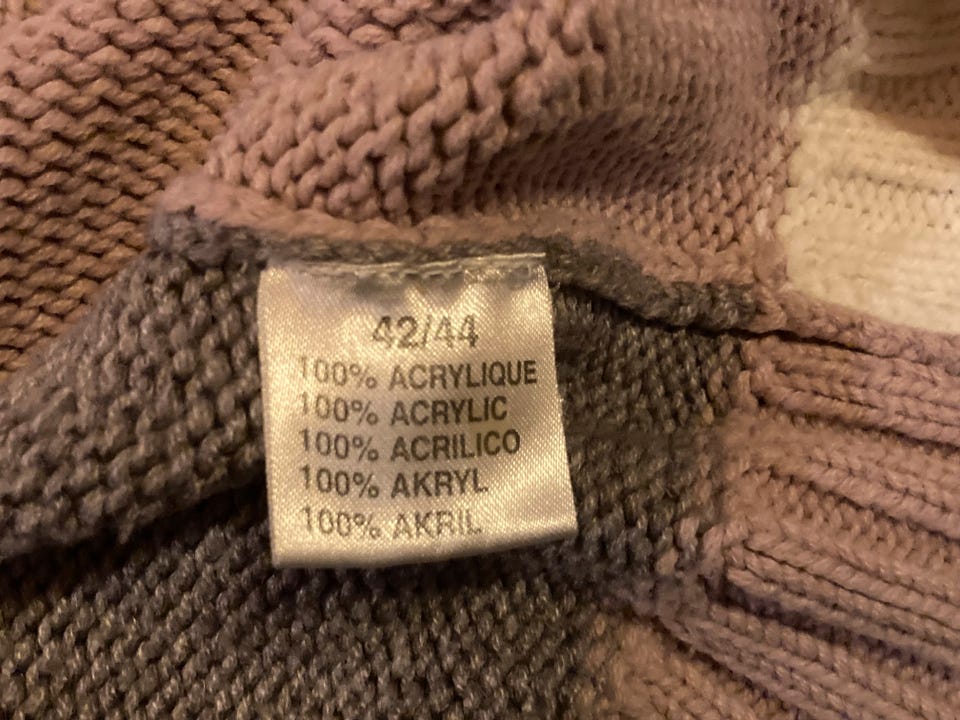 42/44
100% ACRYLIQUE
100% ACRYLIC
100% ACRILICO
100% AKRYL
100% AKRIL